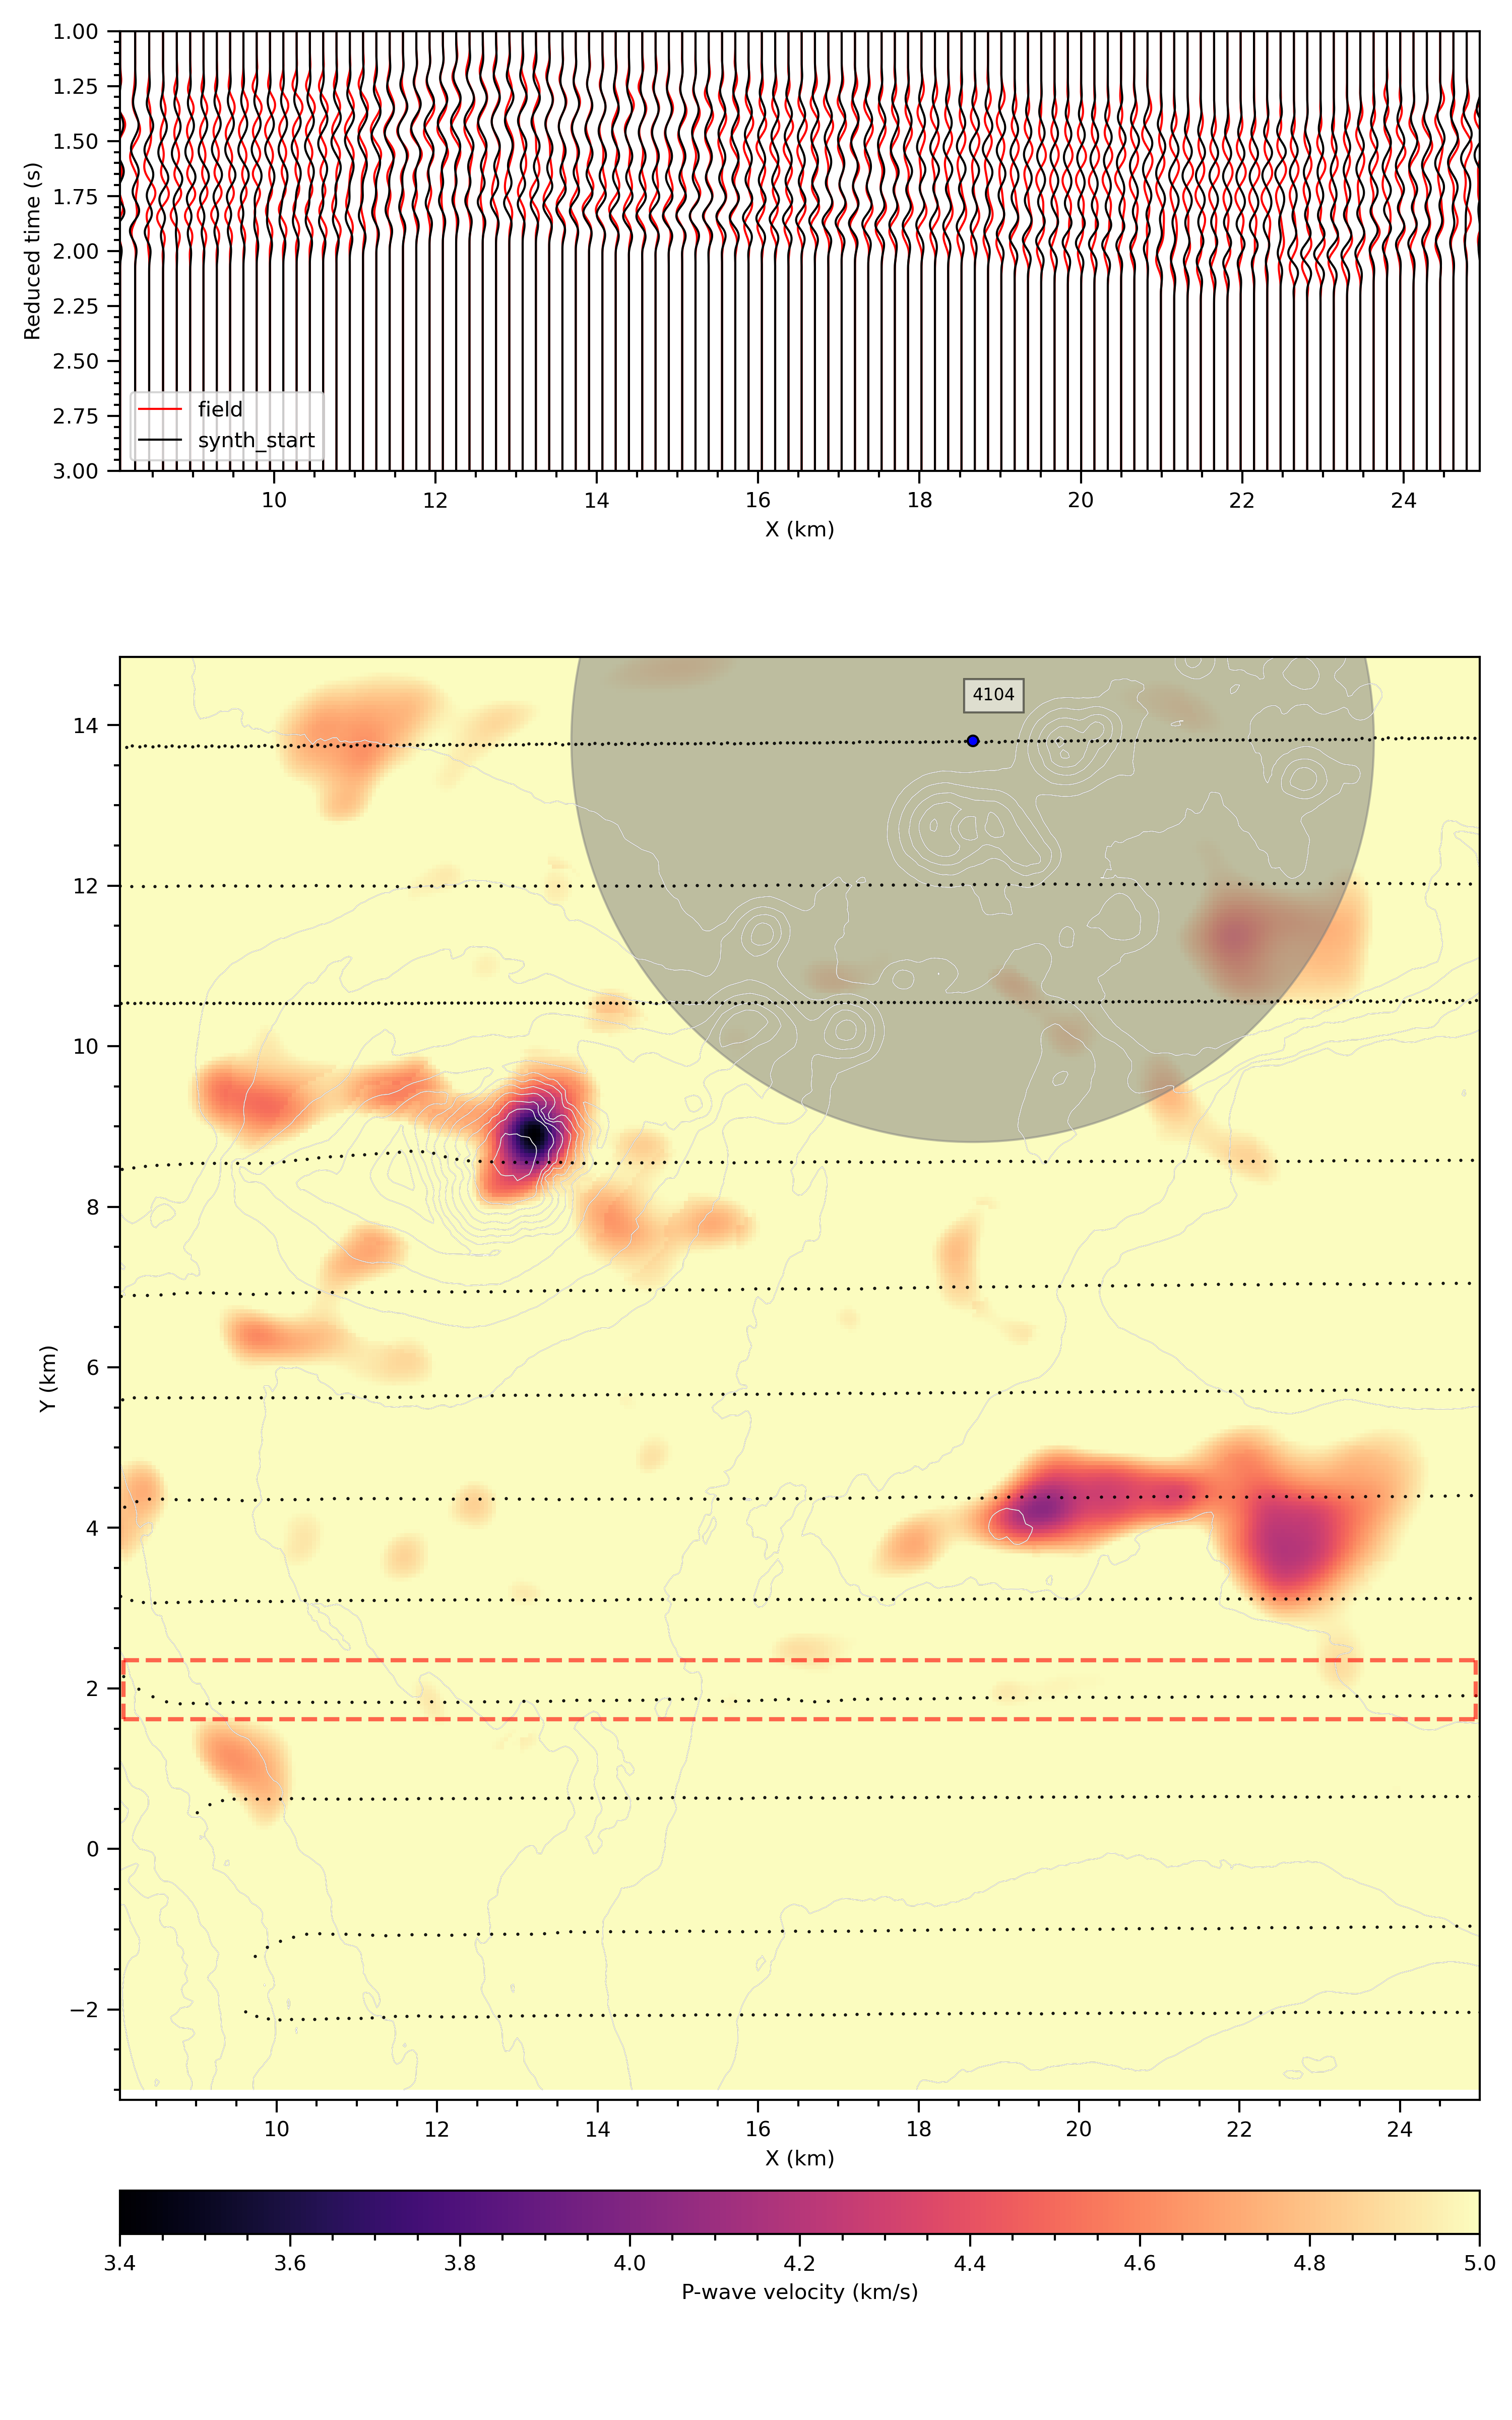 1.00
1.25
1.50
1.75
2.00
2.25
2.50
2.75
3.00
Reduced time (s)
field
synth_start
10 12 14 16 18 20 22 24
X (km)
4104
14
12
10
8
6
4
2
0
−2
Y (km)
10 12 14 16 18 20 22 24
X (km)
3.4 3.6 3.8 4.0 4.2 4.4 4.6 4.8 5.0
P-wave velocity (km/s)